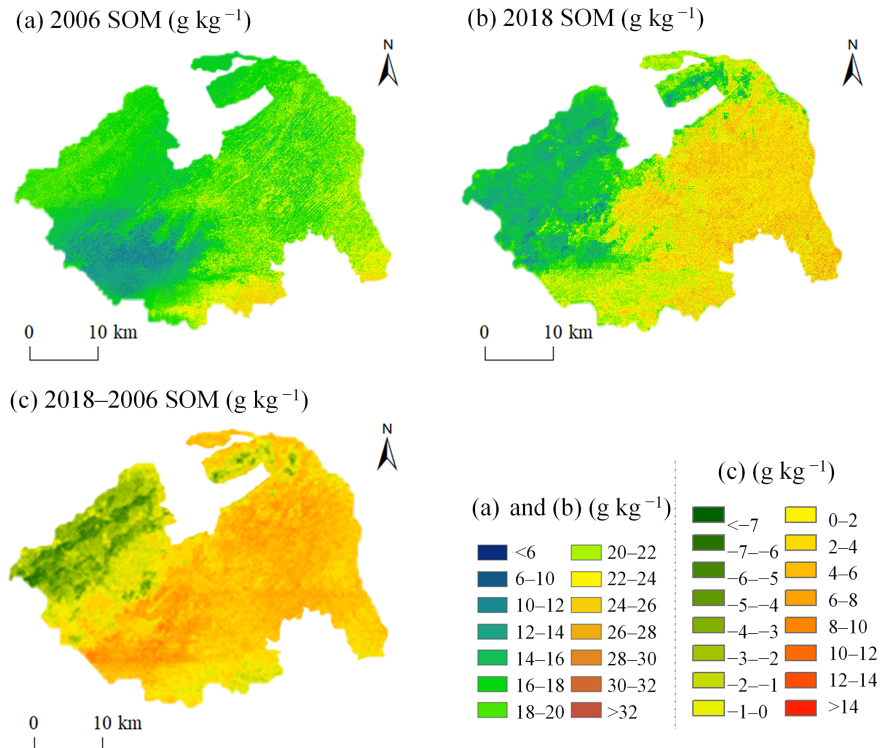 (a) 2006 SOM (g kg⁻¹)
(b) 2018 SOM (g kg⁻¹)
N
N
0 10 km
0 10 km
(c) 2018–2006 SOM (g kg⁻¹)
N
0 10 km
(a) and (b) (g kg⁻¹)
<6 20–22
6–10 22–24
10–12 24–26
12–14 26–28
14–16 28–30
16–18 30–32
18–20 >32
(c) (g kg⁻¹)
<–7 0–2
–7–-6 2–4
–6–-5 4–6
–5–-4 6–8
–4–-3 8–10
–3–-2 10–12
–2–-1 12–14
–1–0 >14